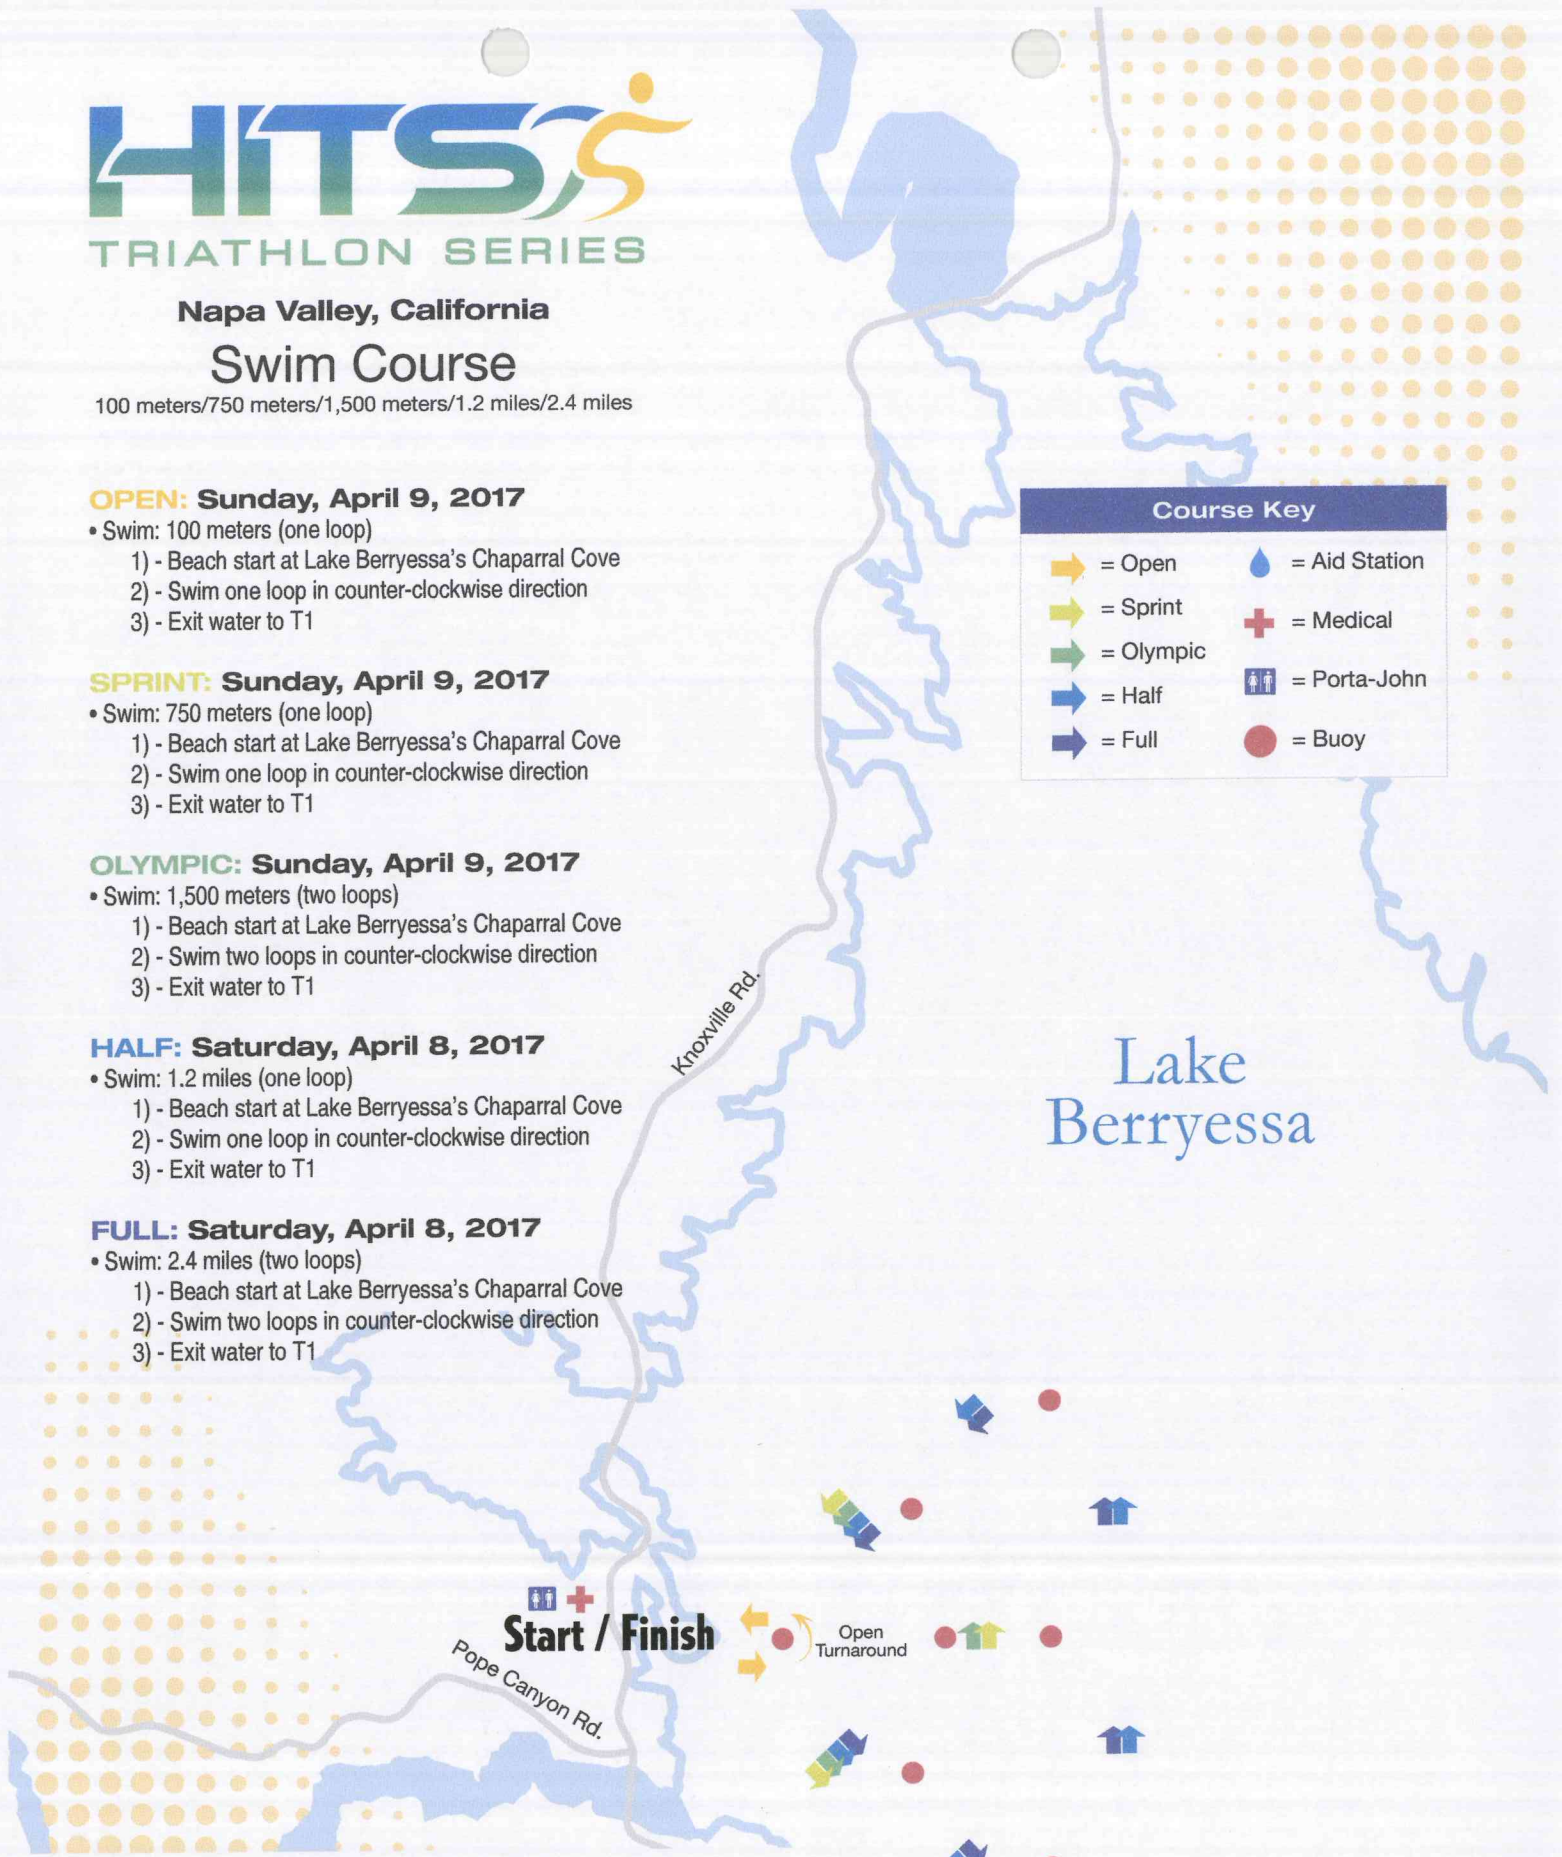 HITS
TRIATHLON SERIES
Napa Valley, California
Swim Course
100 meters/750 meters/1,500 meters/1.2 miles/2.4 miles
OPEN: Sunday, April 9, 2017
• Swim: 100 meters (one loop)
1) - Beach start at Lake Berryessa's Chaparral Cove
2) - Swim one loop in counter-clockwise direction
3) - Exit water to T1
SPRINT: Sunday, April 9, 2017
• Swim: 750 meters (one loop)
1) - Beach start at Lake Berryessa's Chaparral Cove
2) - Swim one loop in counter-clockwise direction
3) - Exit water to T1
OLYMPIC: Sunday, April 9, 2017
• Swim: 1,500 meters (two loops)
1) - Beach start at Lake Berryessa's Chaparral Cove
2) - Swim two loops in counter-clockwise direction
3) - Exit water to T1
HALF: Saturday, April 8, 2017
• Swim: 1.2 miles (one loop)
1) - Beach start at Lake Berryessa's Chaparral Cove
2) - Swim one loop in counter-clockwise direction
3) - Exit water to T1
FULL: Saturday, April 8, 2017
• Swim: 2.4 miles (two loops)
1) - Beach start at Lake Berryessa's Chaparral Cove
2) - Swim two loops in counter-clockwise direction
3) - Exit water to T1
Course Key
= Open
= Sprint
= Olympic
= Half
= Full
= Aid Station
= Medical
= Porta-John
= Buoy
Knoxville Rd.
Lake
Berryessa
Start / Finish
Open
Turnaround
Pope Canyon Rd.